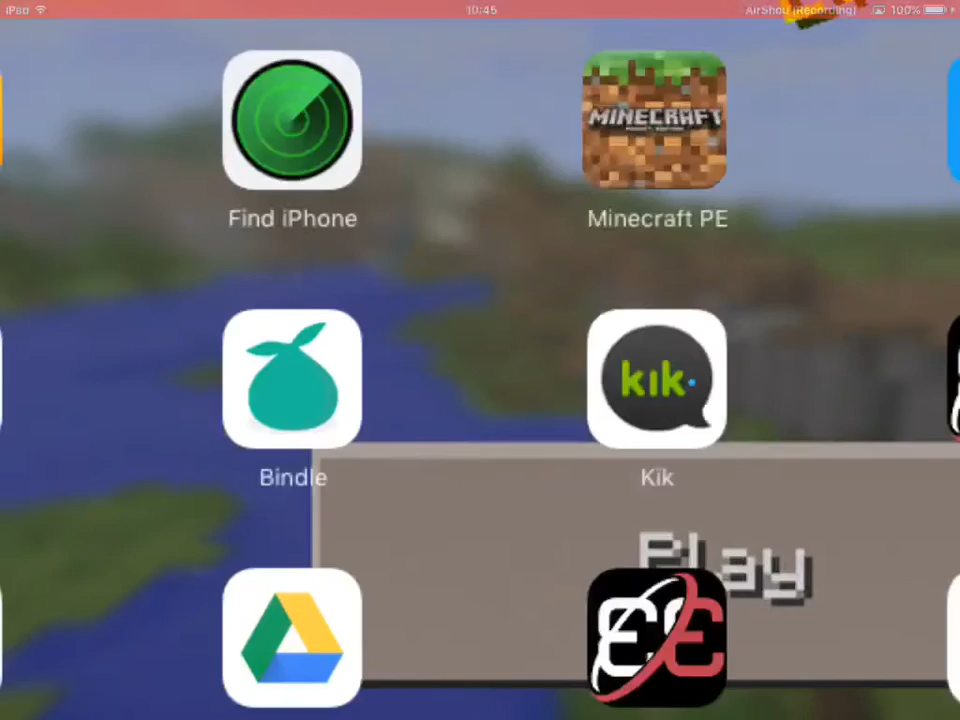 iPad 10:45 AirShou (Recording) 100%
MINECRAFT
Find iPhone Minecraft PE
kik.
Bindle Kik
Play